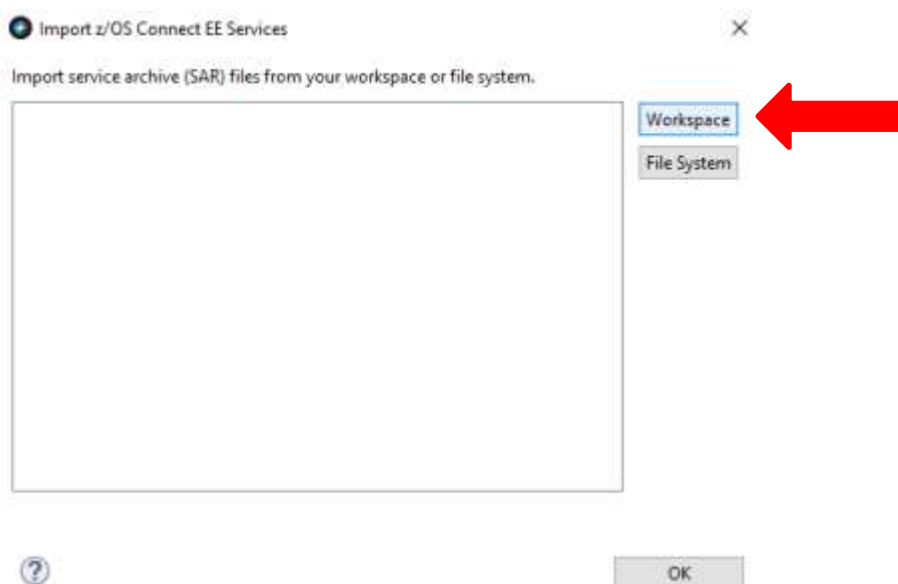 Import z/OS Connect EE Services
Import service archive (SAR) files from your workspace or file system.
Workspace
File System
?
OK